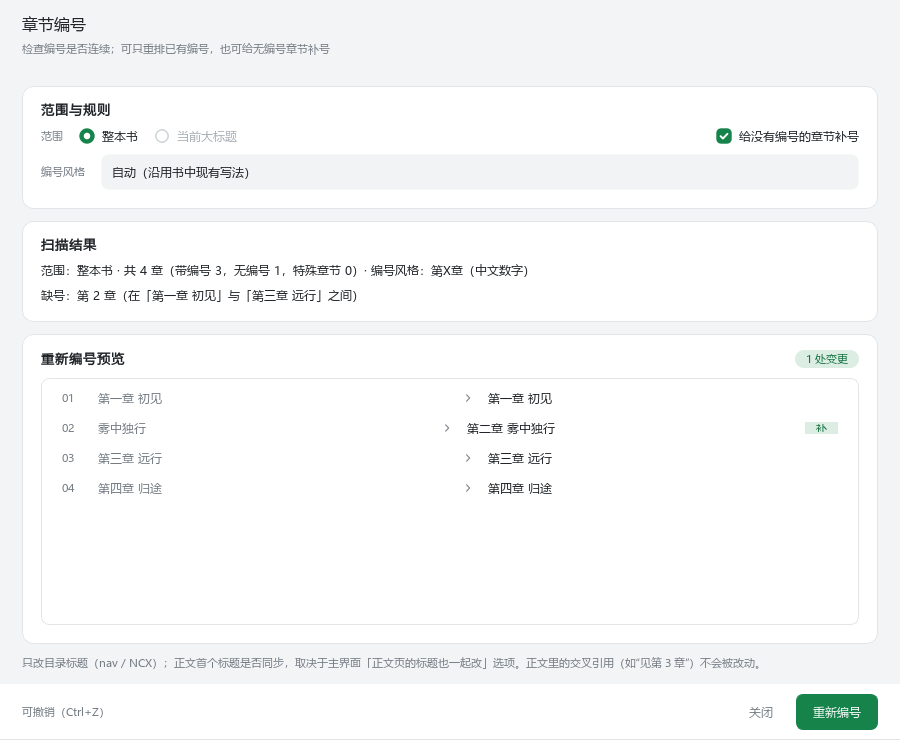 章节编号
检查编号是否连续；可只重排已有编号，也可给无编号章节补号
范围与规则
范围 整本书 当前大标题 给没有编号的章节补号
编号风格 自动（沿用书中现有写法）
扫描结果
范围：整本书 · 共 4 章（带编号 3，无编号 1，特殊章节 0）· 编号风格：第X章（中文数字）
缺号：第 2 章（在「第一章 初见」与「第三章 远行」之间）
重新编号预览 1 处变更
01 第一章 初见 > 第一章 初见
02 雾中独行 > 第二章 雾中独行 补
03 第三章 远行 > 第三章 远行
04 第四章 归途 > 第四章 归途
只改目录标题（nav / NCX）；正文首个标题是否同步，取决于主界面「正文页的标题也一起改」选项。正文里的交叉引用（如“见第 3 章”）不会被改动。
可撤销（Ctrl+Z） 关闭 重新编号